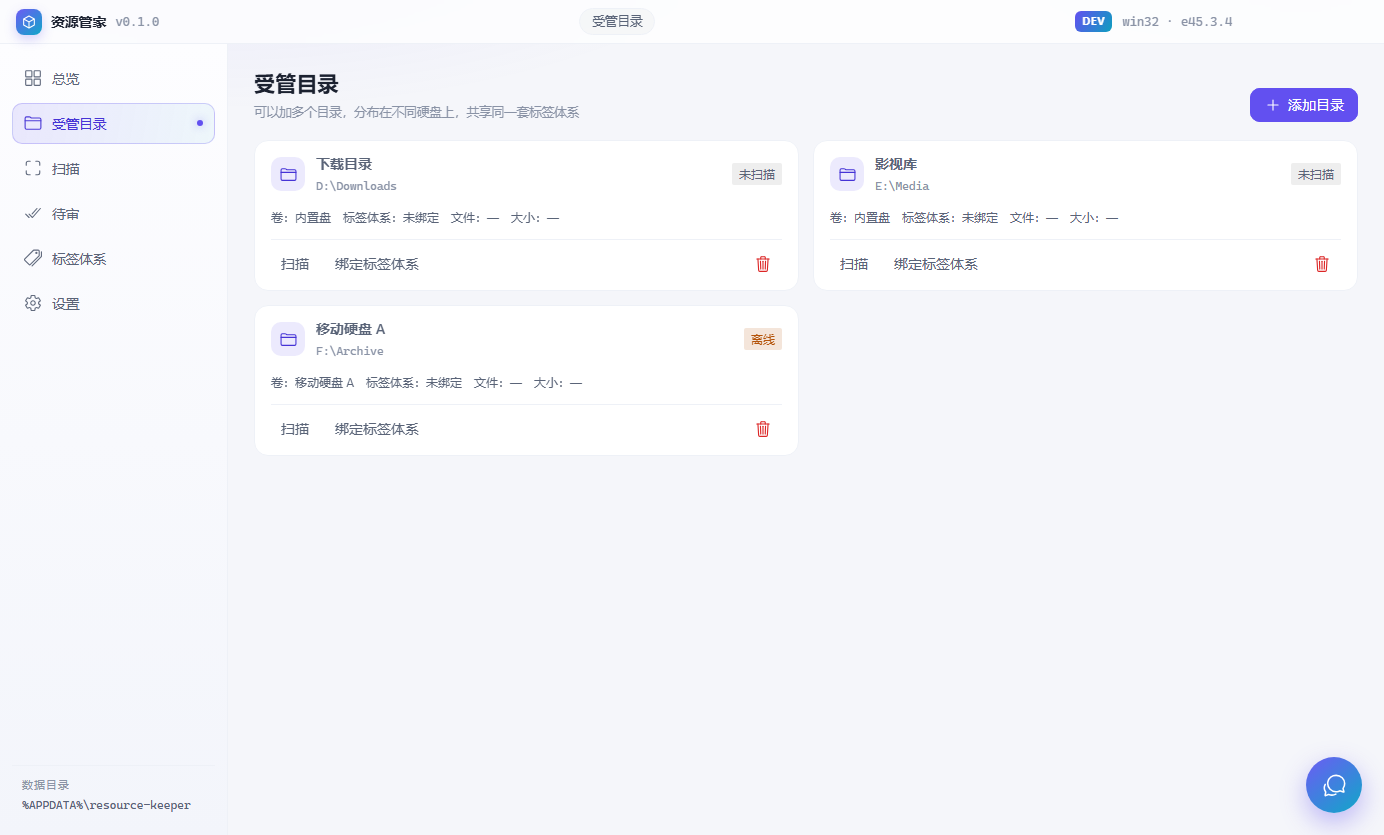 资源管家 v0.1.0
受管目录
DEV win32 · e45.3.4
总览
受管目录
扫描
待审
标签体系
设置
数据目录
%APPDATA%\resource-keeper
受管目录
可以加多个目录，分布在不同硬盘上，共享同一套标签体系
添加目录
下载目录
D:\Downloads
未扫描
卷：内置盘 标签体系：未绑定 文件：— 大小：—
扫描 绑定标签体系
影视库
E:\Media
未扫描
卷：内置盘 标签体系：未绑定 文件：— 大小：—
扫描 绑定标签体系
移动硬盘 A
F:\Archive
离线
卷：移动硬盘 A 标签体系：未绑定 文件：— 大小：—
扫描 绑定标签体系